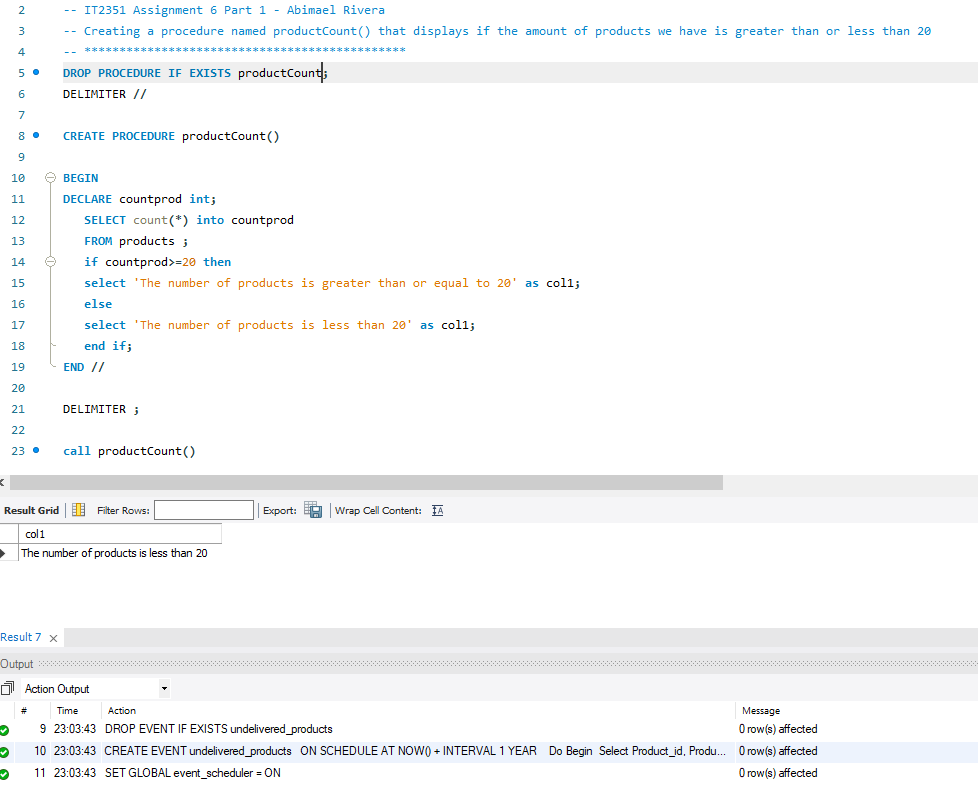 2 -- IT2351 Assignment 6 Part 1 - Abimael Rivera
3 -- Creating a procedure named productCount() that displays if the amount of products we have is greater than or less than 20
4 -- **********************************************
5 DROP PROCEDURE IF EXISTS productCount;
6 DELIMITER //
7
8 CREATE PROCEDURE productCount()
9
10 BEGIN
11 DECLARE countprod int;
12 SELECT count(*) into countprod
13 FROM products ;
14 if countprod>=20 then
15 select 'The number of products is greater than or equal to 20' as col1;
16 else
17 select 'The number of products is less than 20' as col1;
18 end if;
19 END //
20
21 DELIMITER ;
22
23 call productCount()
Result Grid Filter Rows: Export: Wrap Cell Content: IA
col1
The number of products is less than 20
Result 7
Output
Action Output
# Time Action Message
9 23:03:43 DROP EVENT IF EXISTS undelivered_products 0 row(s) affected
10 23:03:43 CREATE EVENT undelivered_products ON SCHEDULE AT NOW() + INTERVAL 1 YEAR Do Begin Select Product_id, Produ... 0 row(s) affected
11 23:03:43 SET GLOBAL event_scheduler = ON 0 row(s) affected